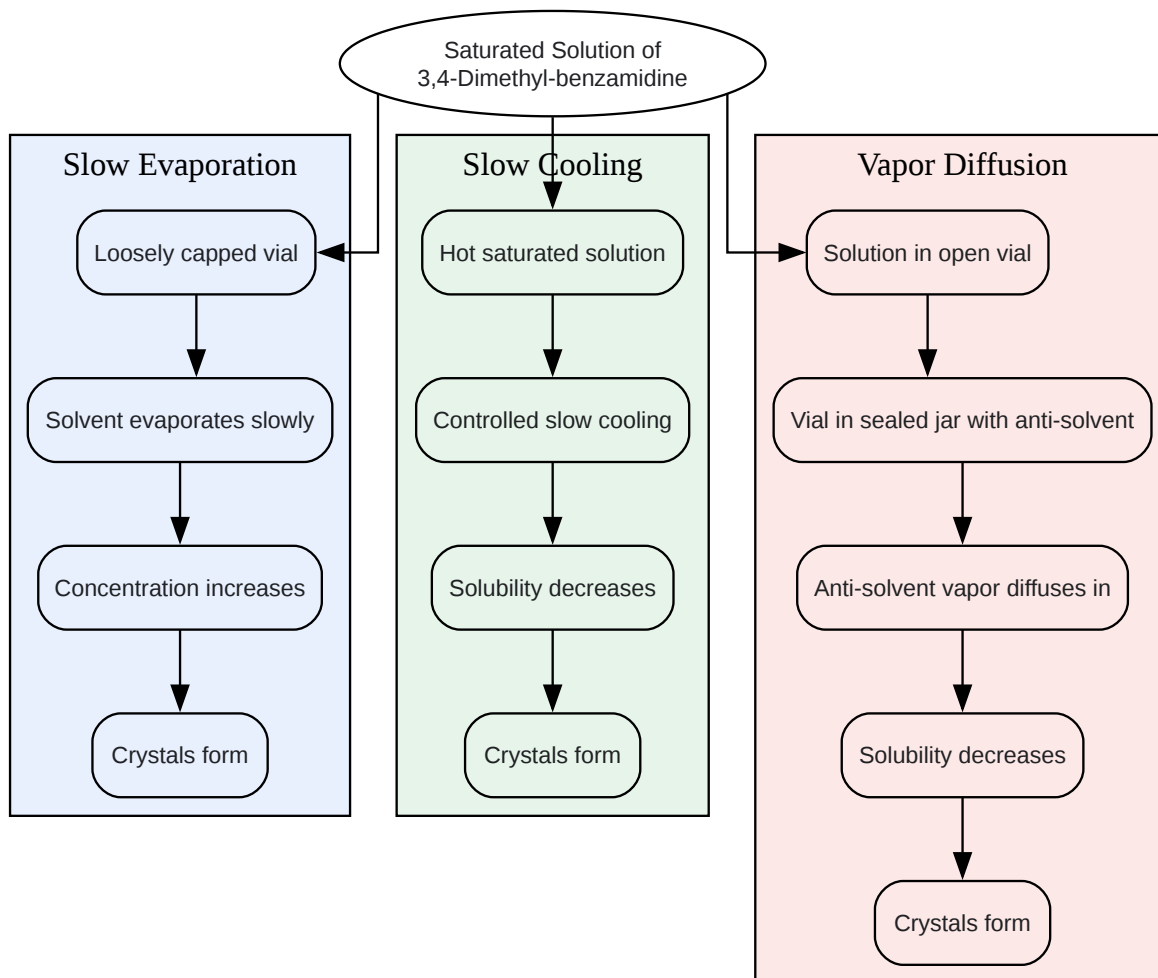 Saturated Solution of
3,4-Dimethyl-benzamidine
Slow Evaporation
Loosely capped vial
Solvent evaporates slowly
Concentration increases
Crystals form
Slow Cooling
Hot saturated solution
Controlled slow cooling
Solubility decreases
Crystals form
Vapor Diffusion
Solution in open vial
Vial in sealed jar with anti-solvent
Anti-solvent vapor diffuses in
Solubility decreases
Crystals form